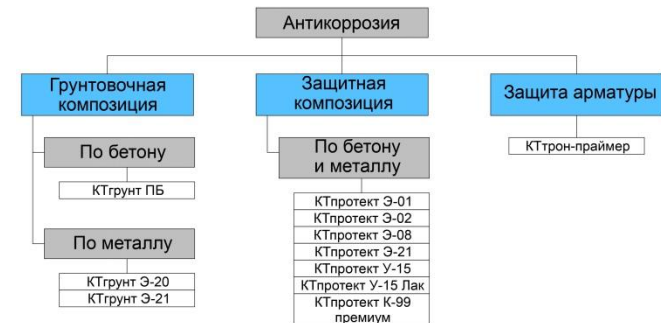 Антикоррозия
Грунтовочная
композиция
По бетону
КТгрунт ПБ
По металлу
КТгрунт Э-20
КТгрунт Э-21
Защитная
композиция
По бетону
и металлу
КТпротект Э-01
КТпротект Э-02
КТпротект Э-08
КТпротект Э-21
КТпротект У-15
КТпротект У-15 Лак
КТпротект К-99
премиум
Защита арматуры
КТтрон-праймер